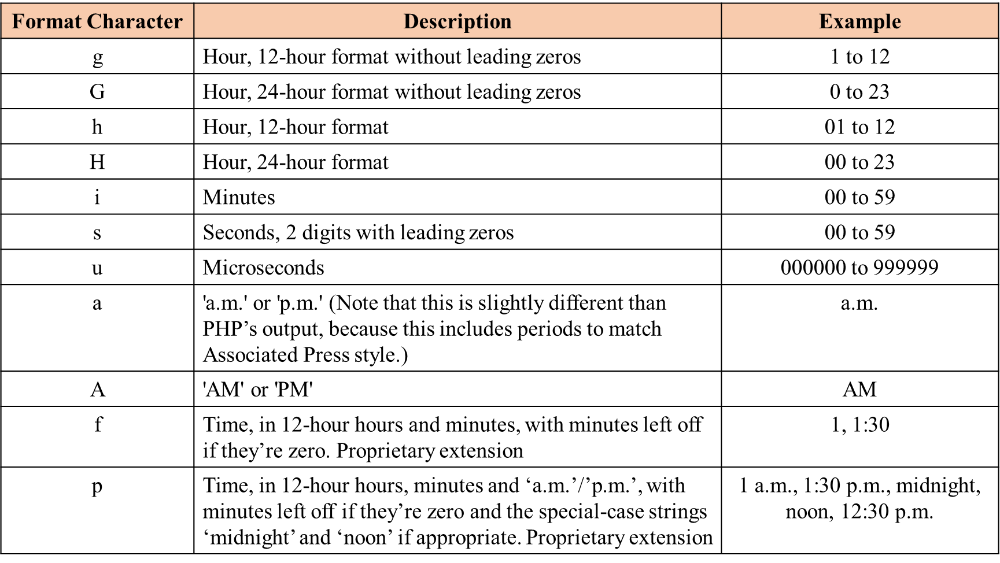 Format Character Description Example
g Hour, 12-hour format without leading zeros 1 to 12
G Hour, 24-hour format without leading zeros 0 to 23
h Hour, 12-hour format 01 to 12
H Hour, 24-hour format 00 to 23
i Minutes 00 to 59
s Seconds, 2 digits with leading zeros 00 to 59
u Microseconds 000000 to 999999
a 'a.m.' or 'p.m.' (Note that this is slightly different than a.m.
PHP’s output, because this includes periods to match
Associated Press style.)
A 'AM' or 'PM' AM
f Time, in 12-hour hours and minutes, with minutes left off 1, 1:30
if they’re zero. Proprietary extension
p Time, in 12-hour hours, minutes and ‘a.m.’/’p.m.’, with 1 a.m., 1:30 p.m., midnight,
minutes left off if they’re zero and the special-case strings noon, 12:30 p.m.
‘midnight’ and ‘noon’ if appropriate. Proprietary extension